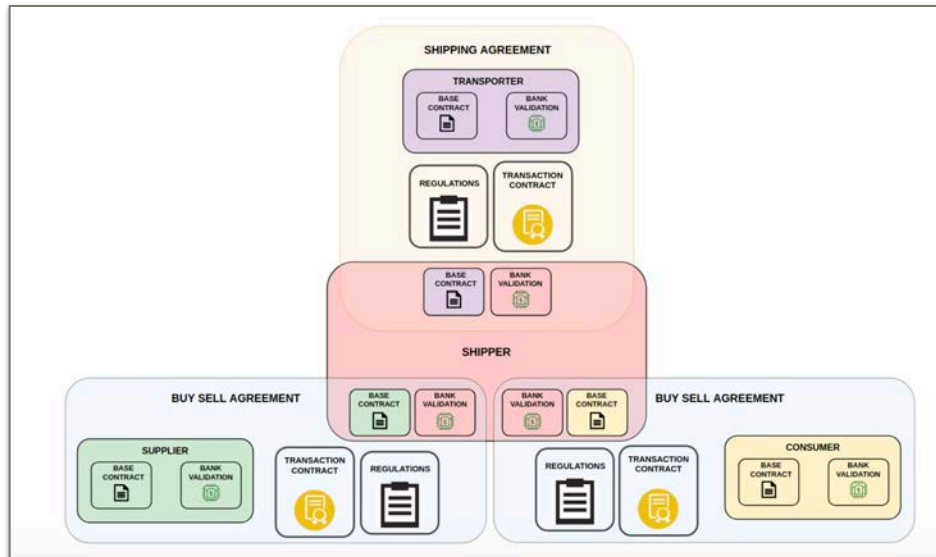 SHIPPING AGREEMENT
TRANSPORTER
BASE
CONTRACT
BANK
VALIDATION
REGULATIONS
TRANSACTION
CONTRACT
BASE
CONTRACT
BANK
VALIDATION
SHIPPER
BUY SELL AGREEMENT
BASE
CONTRACT
BANK
VALIDATION
SUPPLIER
BASE
CONTRACT
BANK
VALIDATION
TRANSACTION
CONTRACT
REGULATIONS
BANK
VALIDATION
BASE
CONTRACT
BUY SELL AGREEMENT
REGULATIONS
TRANSACTION
CONTRACT
CONSUMER
BASE
CONTRACT
BANK
VALIDATION